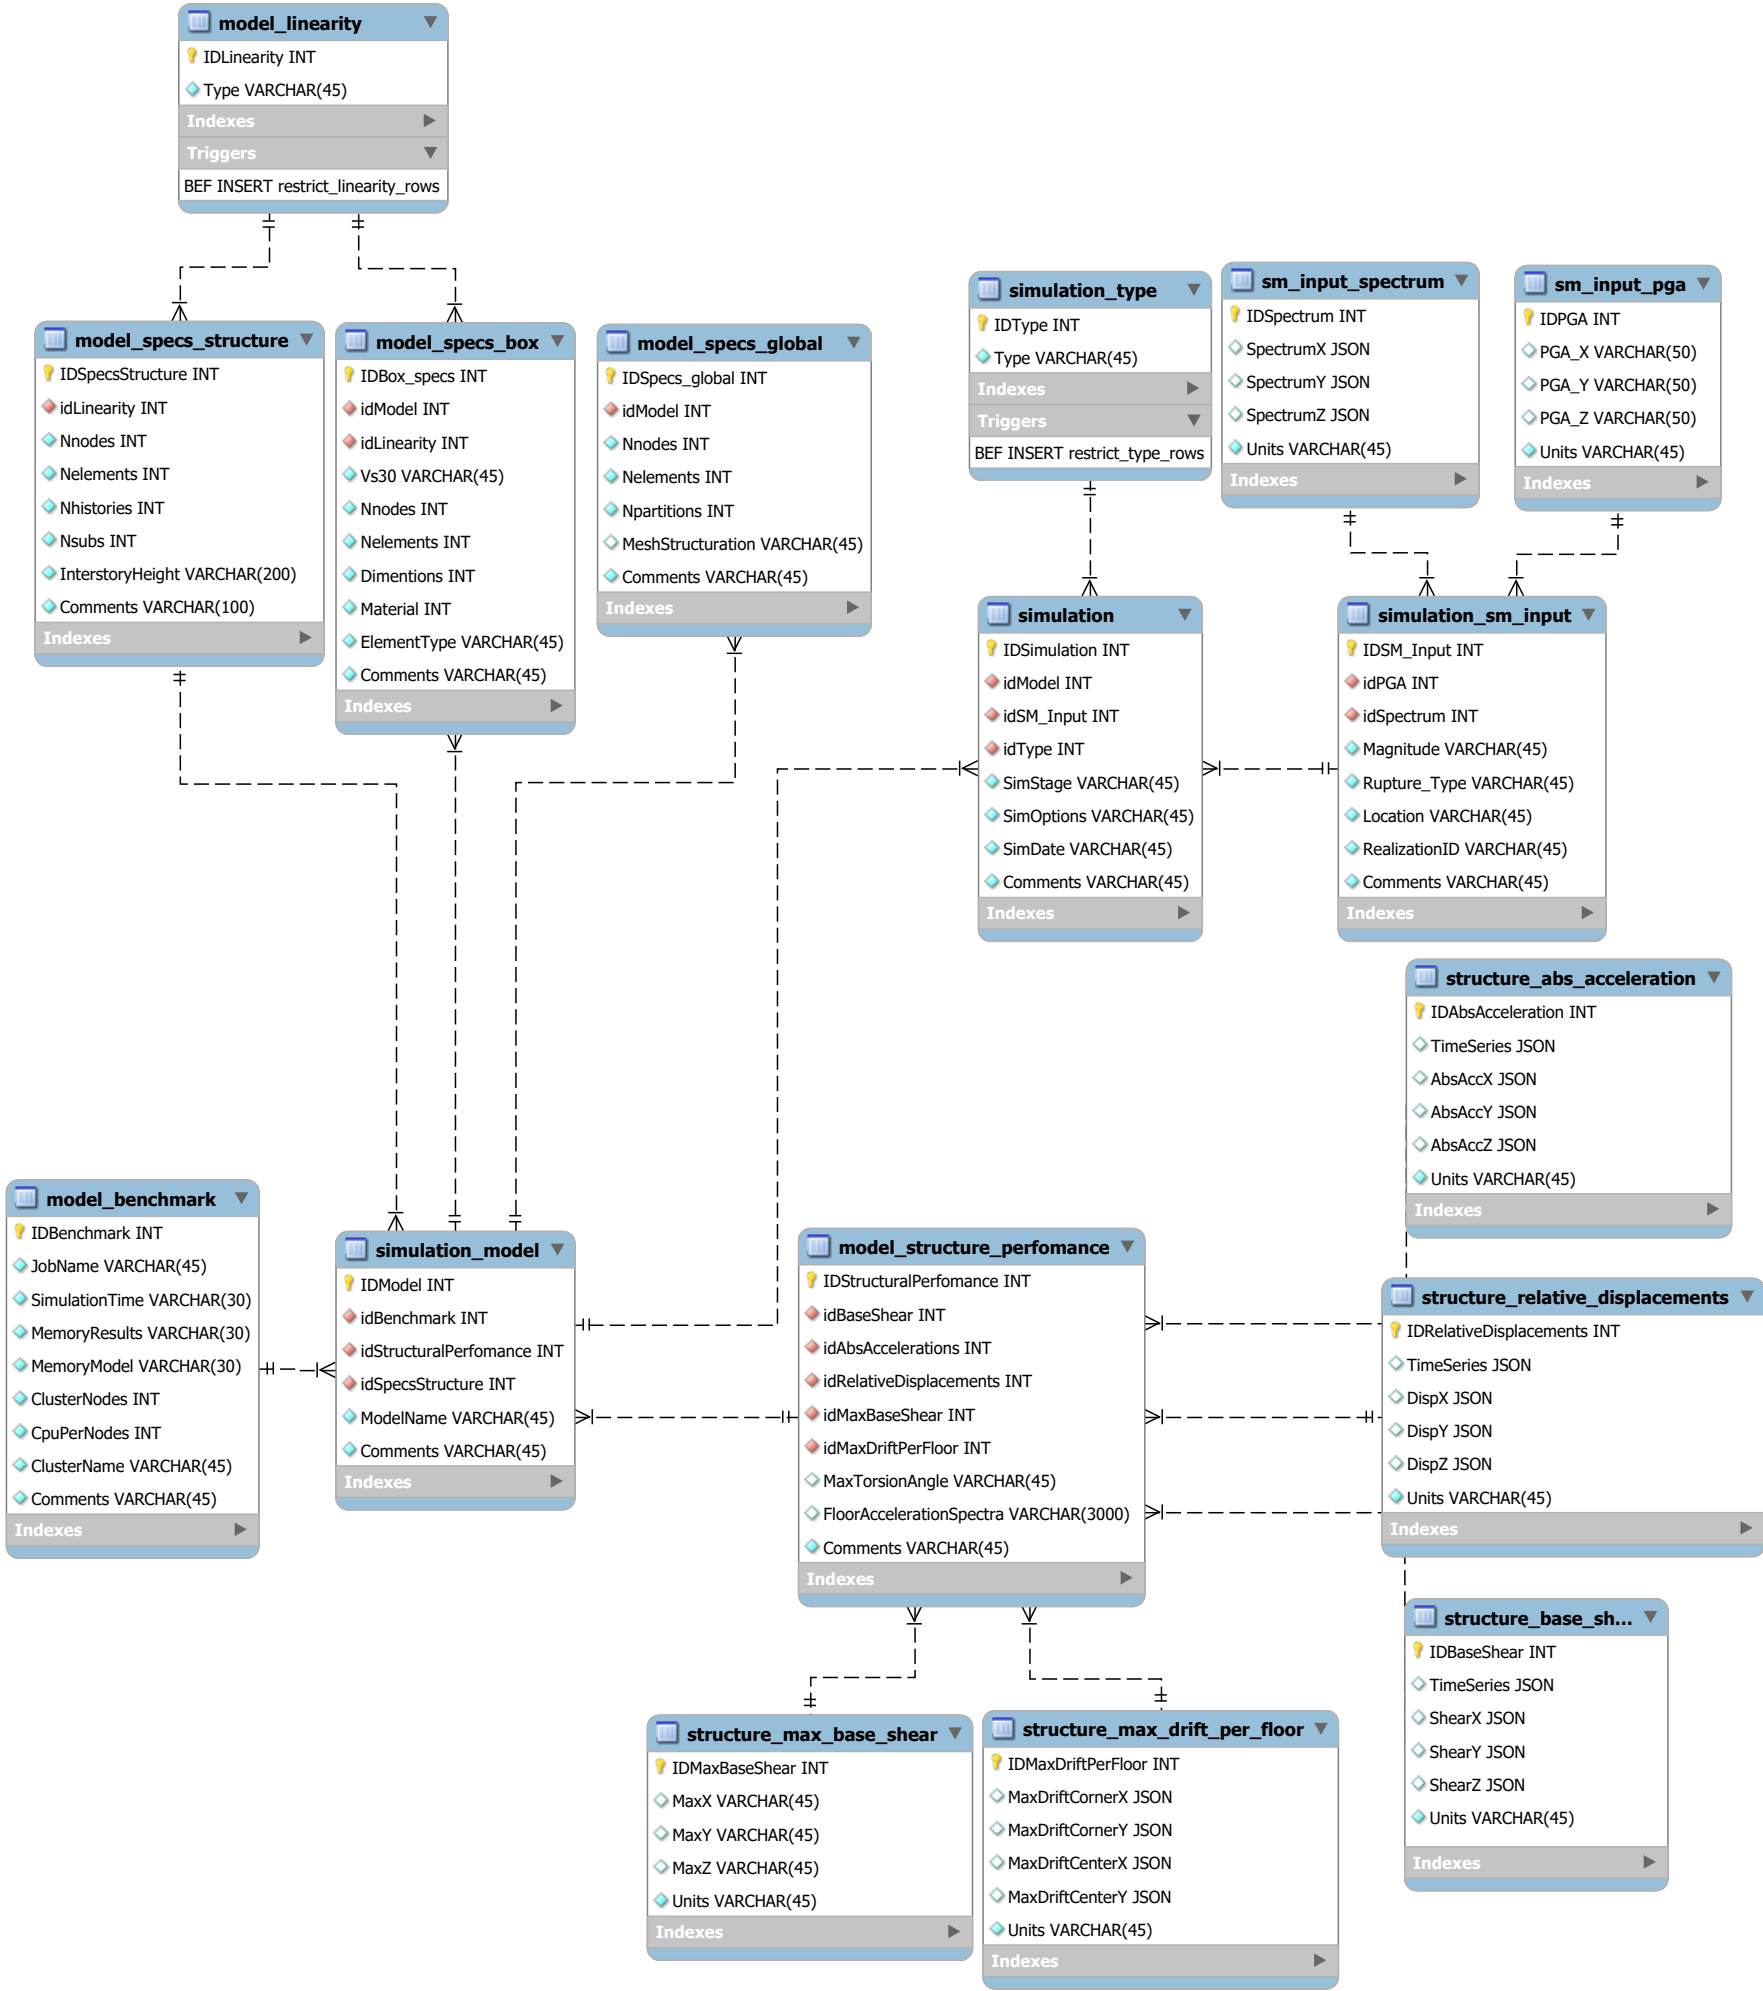 model_linearity
IDLinearity INT
Type VARCHAR(45)
Indexes
Triggers
BEF INSERT restrict_linearity_rows
model_specs_structure
IDSpecsStructure INT
idLinearity INT
Nnodes INT
Nelements INT
Nhistories INT
Nsubs INT
InterstoryHeight VARCHAR(200)
Comments VARCHAR(100)
Indexes
model_specs_box
IDBox_specs INT
idModel INT
idLinearity INT
Vs30 VARCHAR(45)
Nnodes INT
Nelements INT
Dimentions INT
Material INT
ElementType VARCHAR(45)
Comments VARCHAR(45)
Indexes
model_specs_global
IDSpecs_global INT
idModel INT
Nnodes INT
Nelements INT
Npartitions INT
MeshStructuration VARCHAR(45)
Comments VARCHAR(45)
Indexes
simulation_type
IDType INT
Type VARCHAR(45)
Indexes
Triggers
BEF INSERT restrict_type_rows
sm_input_spectrum
IDSpectrum INT
SpectrumX JSON
SpectrumY JSON
SpectrumZ JSON
Units VARCHAR(45)
Indexes
sm_input_pga
IDPGA INT
PGA_X VARCHAR(50)
PGA_Y VARCHAR(50)
PGA_Z VARCHAR(50)
Units VARCHAR(45)
Indexes
simulation
IDSimulation INT
idModel INT
idSM_Input INT
idType INT
SimStage VARCHAR(45)
SimOptions VARCHAR(45)
SimDate VARCHAR(45)
Comments VARCHAR(45)
Indexes
simulation_sm_input
IDSM_Input INT
idPGA INT
idSpectrum INT
Magnitude VARCHAR(45)
Rupture_Type VARCHAR(45)
Location VARCHAR(45)
RealizationID VARCHAR(45)
Comments VARCHAR(45)
Indexes
structure_abs_acceleration
IDAbsAcceleration INT
TimeSeries JSON
AbsAccX JSON
AbsAccY JSON
AbsAccZ JSON
Units VARCHAR(45)
Indexes
model_benchmark
IDBenchmark INT
JobName VARCHAR(45)
SimulationTime VARCHAR(30)
MemoryResults VARCHAR(30)
MemoryModel VARCHAR(30)
ClusterNodes INT
CpuPerNodes INT
ClusterName VARCHAR(45)
Comments VARCHAR(45)
Indexes
simulation_model
IDModel INT
idBenchmark INT
idStructuralPerfomance INT
idSpecsStructure INT
ModelName VARCHAR(45)
Comments VARCHAR(45)
Indexes
model_structure_perfomance
IDStructuralPerfomance INT
idBaseShear INT
idAbsAccelerations INT
idRelativeDisplacements INT
idMaxBaseShear INT
idMaxDriftPerFloor INT
MaxTorsionAngle VARCHAR(45)
FloorAccelerationSpectra VARCHAR(3000)
Comments VARCHAR(45)
Indexes
structure_relative_displacements
IDRelativeDisplacements INT
TimeSeries JSON
DispX JSON
DispY JSON
DispZ JSON
Units VARCHAR(45)
Indexes
structure_base_sh...
IDBaseShear INT
TimeSeries JSON
ShearX JSON
ShearY JSON
ShearZ JSON
Units VARCHAR(45)
Indexes
structure_max_base_shear
IDMaxBaseShear INT
MaxX VARCHAR(45)
MaxY VARCHAR(45)
MaxZ VARCHAR(45)
Units VARCHAR(45)
Indexes
structure_max_drift_per_floor
IDMaxDriftPerFloor INT
MaxDriftCornerX JSON
MaxDriftCornerY JSON
MaxDriftCenterX JSON
MaxDriftCenterY JSON
Units VARCHAR(45)
Indexes